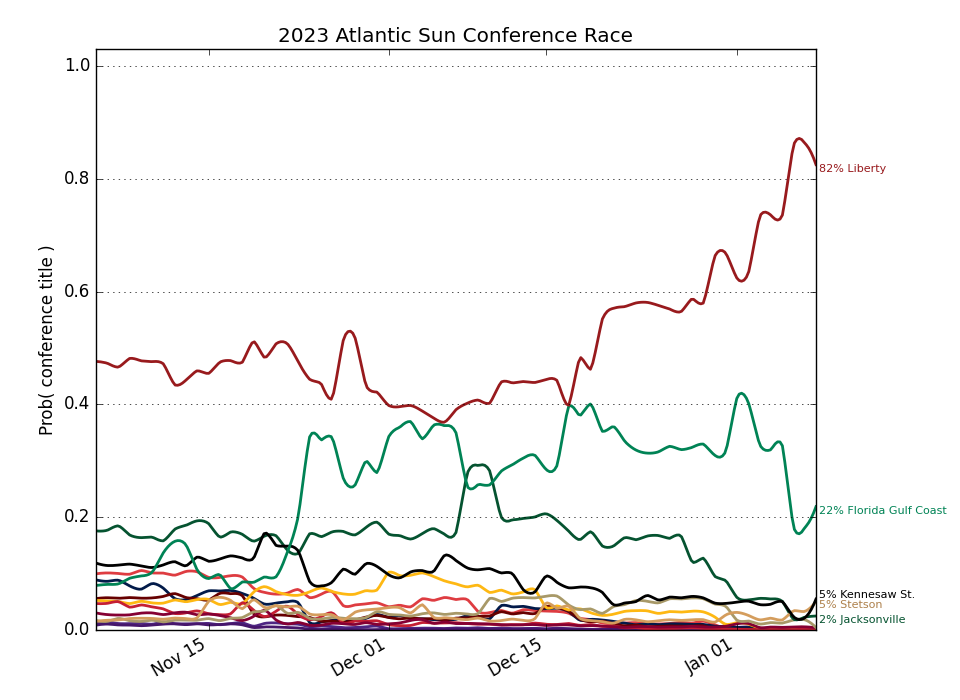 2023 Atlantic Sun Conference Race
Prob( conference title )
1.0
0.8
0.6
0.4
0.2
0.0
82% Liberty
22% Florida Gulf Coast
5% Kennesaw St.
5% Stetson
2% Jacksonville
Nov 15
Dec 01
Dec 15
Jan 01